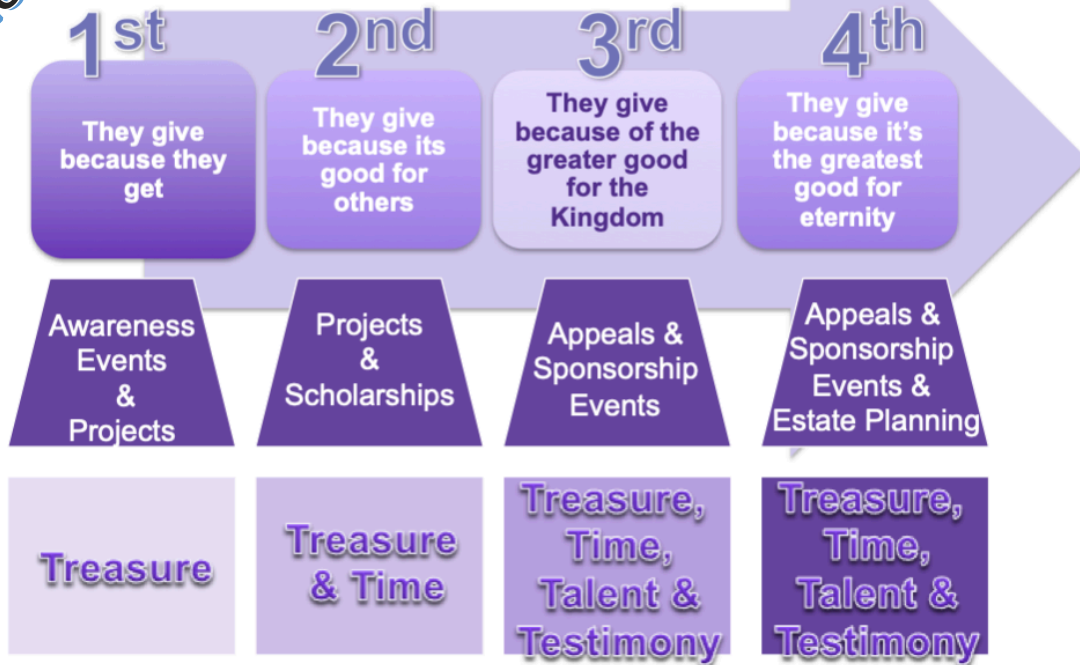 1st
2nd
3rd
4th
They give
because they
get
They give
because its
good for
others
They give
because of the
greater good
for the
Kingdom
They give
because it’s
the greatest
good for
eternity
Awareness
Events
&
Projects
Projects
&
Scholarships
Appeals &
Sponsorship
Events
Appeals &
Sponsorship
Events &
Estate Planning
Treasure
Treasure
& Time
Treasure,
Time,
Talent &
Testimony
Treasure,
Time,
Talent &
Testimony